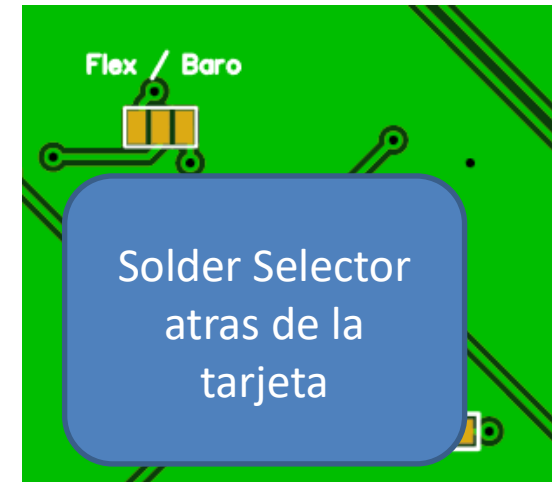 Flex / Baro
Solder Selector
atras de la
tarjeta